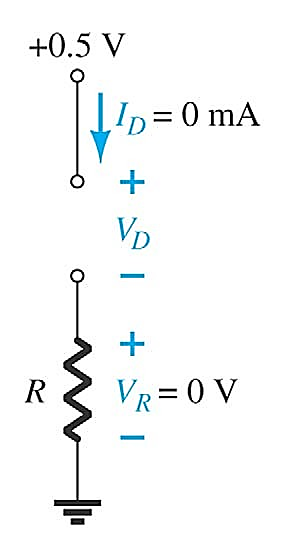 +0.5 V
I_D = 0 mA
+
V_D
−
+
R V_R = 0 V
−